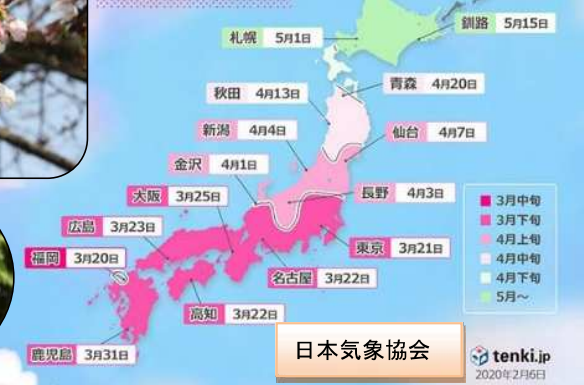 札幌 5月1日
釧路 5月15日
秋田 4月13日
青森 4月20日
新潟 4月4日
仙台 4月7日
金沢 4月1日
大阪 3月25日
長野 4月3日
広島 3月23日
福岡 3月20日
東京 3月21日
名古屋 3月22日
高知 3月22日
鹿児島 3月31日
3月中旬
3月下旬
4月上旬
4月中旬
4月下旬
5月~
日本気象協会
tenki.jp
2020年2月6日